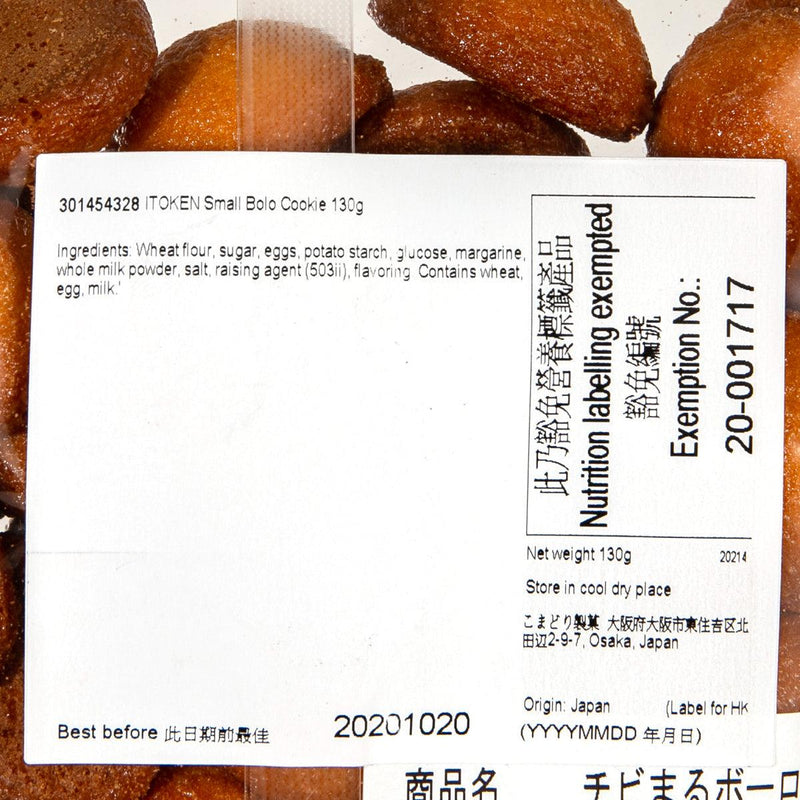 301454328 ITOKEN Small Bolo Cookie 130g
Ingredients: Wheat flour, sugar, eggs, potato starch, glucose, margarine,
whole milk powder, salt, raising agent (503ii), flavoring. Contains wheat,
egg, milk.'
此乃豁免營養標籤產品
Nutrition labelling exempted
豁免編號
Exemption No.:
20-001717
Net weight 130g
20214
Store in cool dry place
こまどり製菓 大阪府大阪市東住吉区北
田辺2-9-7, Osaka, Japan
Origin: Japan (Label for HK
Best before 此日期前最佳 20201020 (YYYYMMDD 年月日)
商品名 チビまるボーロ